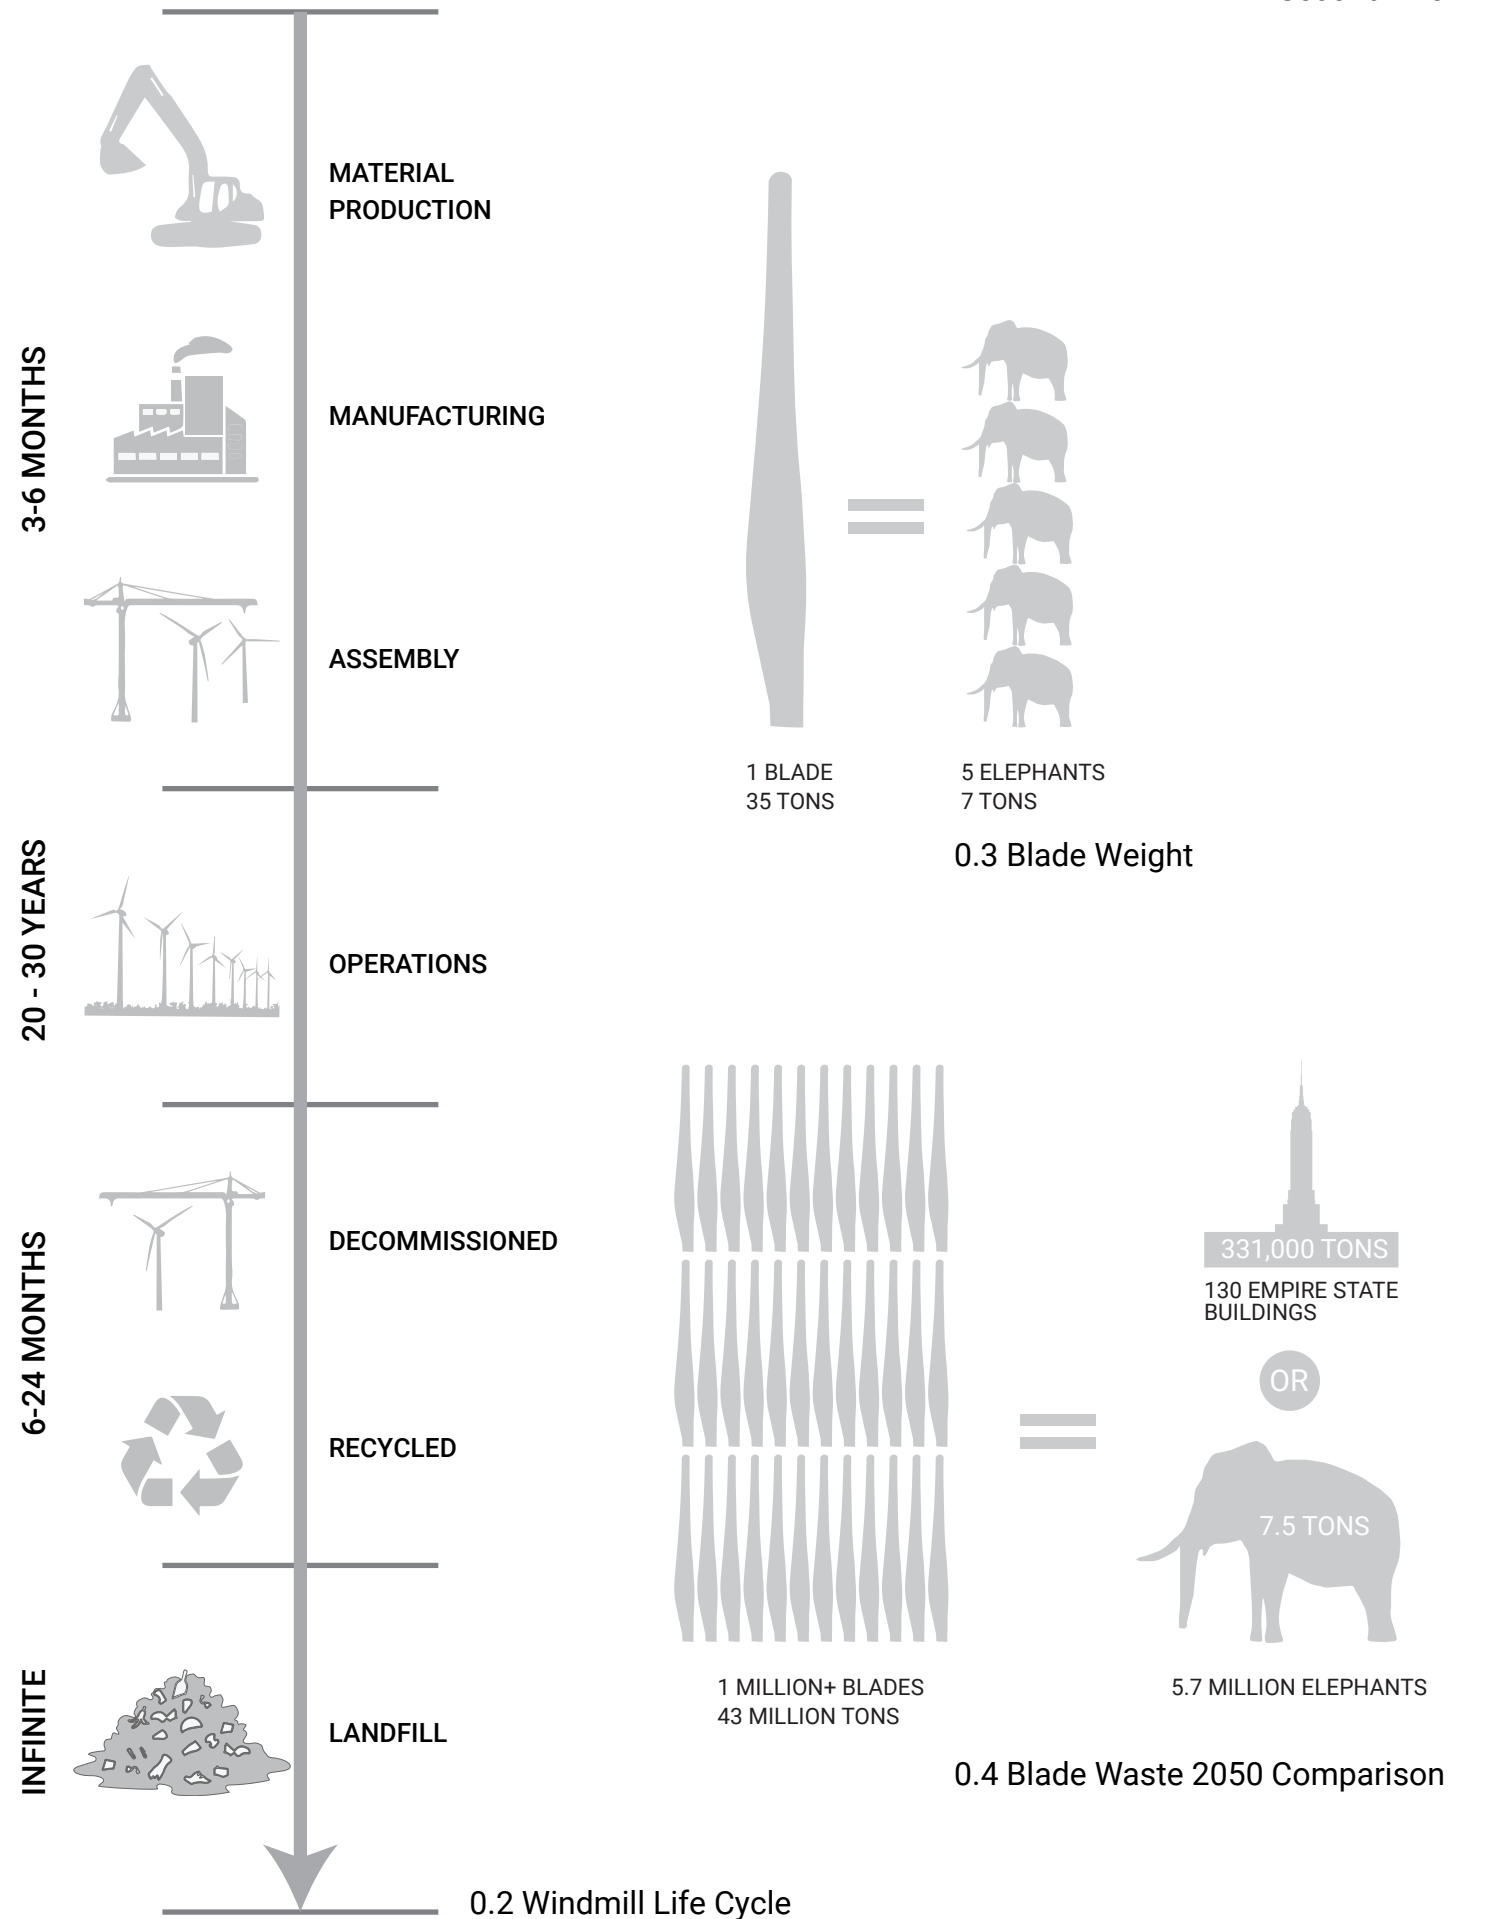 MATERIAL
PRODUCTION
3-6 MONTHS
MANUFACTURING
ASSEMBLY
1 BLADE
35 TONS
5 ELEPHANTS
7 TONS
0.3 Blade Weight
20 - 30 YEARS
OPERATIONS
6-24 MONTHS
DECOMMISSIONED
RECYCLED
331,000 TONS
130 EMPIRE STATE
BUILDINGS
OR
7.5 TONS
1 MILLION+ BLADES
43 MILLION TONS
5.7 MILLION ELEPHANTS
0.4 Blade Waste 2050 Comparison
INFINITE
LANDFILL
0.2 Windmill Life Cycle